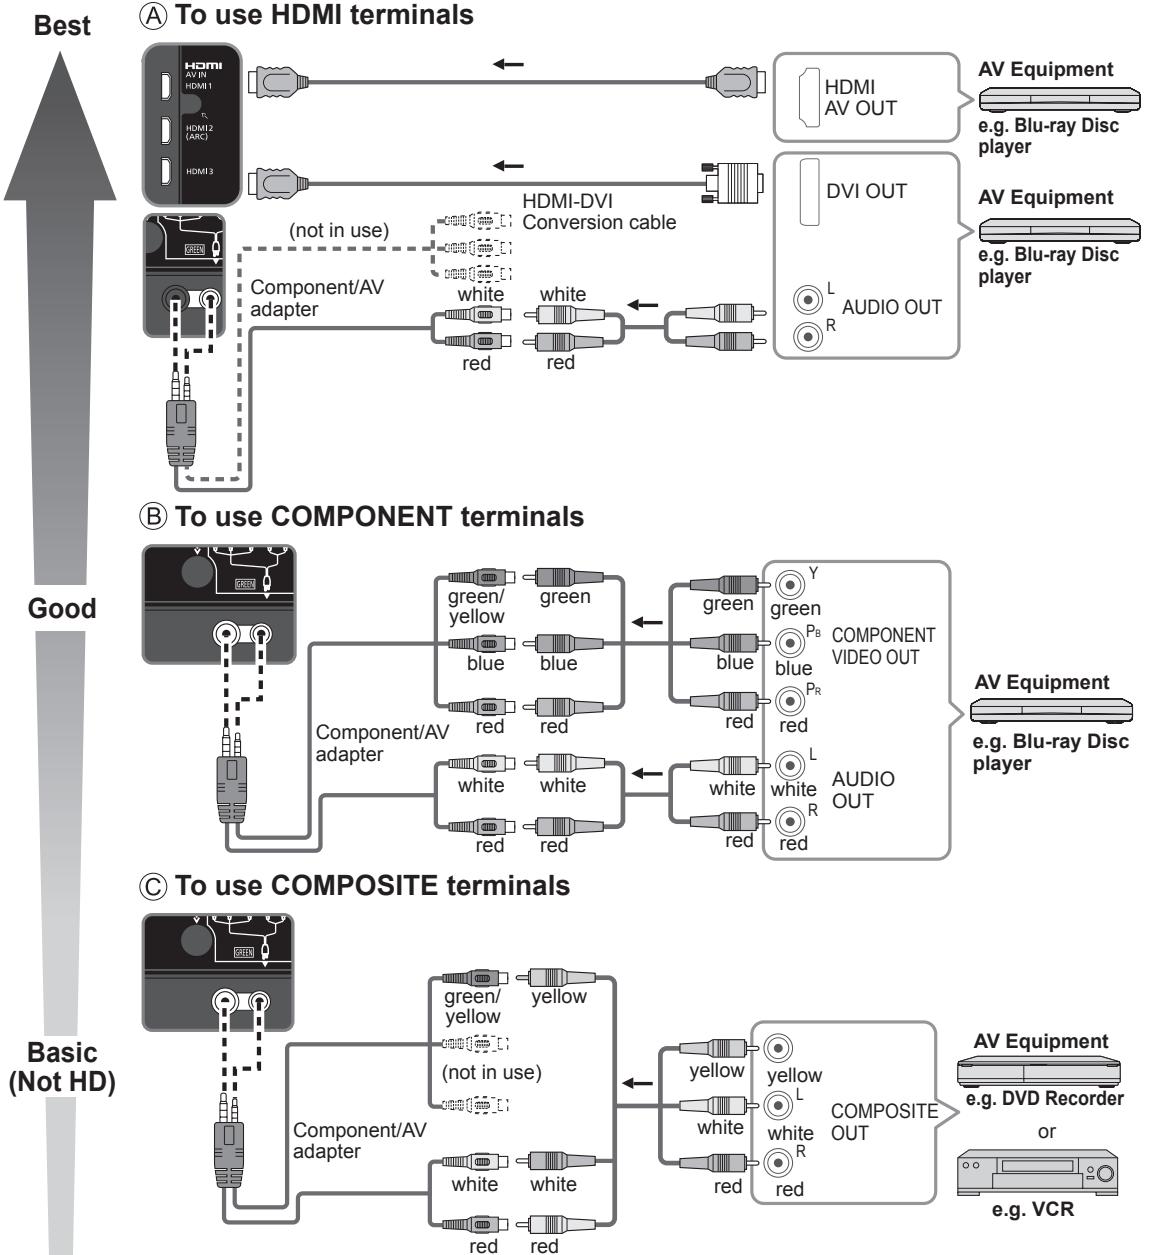 Best
Ⓐ To use HDMI terminals
HDMI
AV IN
HDMI 1
HDMI 2
(ARC)
HDMI 3
HDMI
AV OUT
AV Equipment
e.g. Blu-ray Disc
player
DVI OUT
AV Equipment
e.g. Blu-ray Disc
player
HDMI-DVI
Conversion cable
(not in use)
GREEN
Component/AV
adapter
white
white
red
red
L
AUDIO OUT
R
Ⓑ To use COMPONENT terminals
Good
GREEN
green/
yellow
green
green
Y
green
blue
blue
blue
PB
blue
COMPONENT
VIDEO OUT
red
red
red
PR
red
Component/AV
adapter
white
white
white
L
white
AUDIO
OUT
red
red
red
R
red
AV Equipment
e.g. Blu-ray Disc
player
Ⓒ To use COMPOSITE terminals
Basic
(Not HD)
GREEN
green/
yellow
yellow
(not in use)
Component/AV
adapter
white
white
red
red
yellow
yellow
white
L
white
red
R
red
COMPOSITE
OUT
AV Equipment
e.g. DVD Recorder
or
e.g. VCR